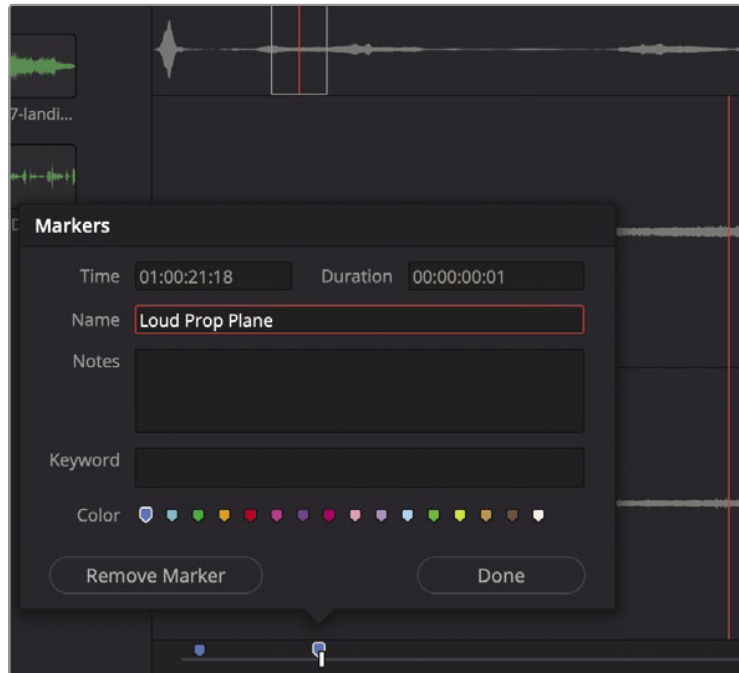 7-landi...
D
Markers
Time 01:00:21:18 Duration 00:00:00:01
Name Loud Prop Plane
Notes
Keyword
Color
Remove Marker Done